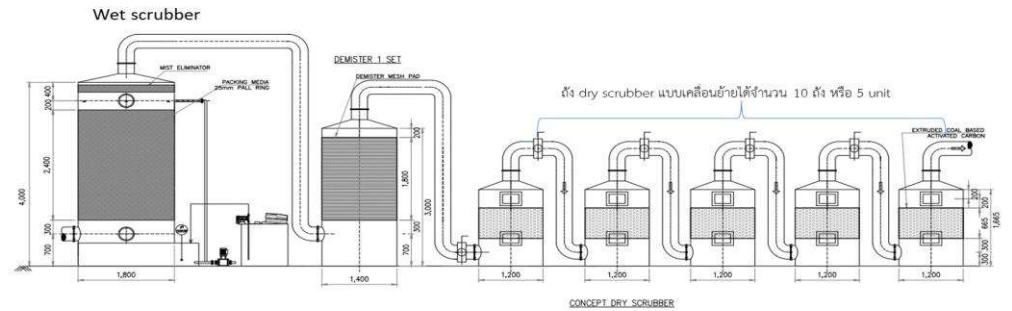 Wet scrubber
MIST ELIMINATOR
PACKING MEDIA
25mm PALL RING
400
200
2,400
4,000
300
700
1,800
DEMISTER 1 SET
DEMISTER MESH PAD
200
1,800
3,000
300
700
1,400
ถัง dry scrubber แบบเคลื่อนย้ายได้จำนวน 10 ถัง หรือ 5 unit
EXTRUDED COAL BASED
ACTIVATED CARBON
200
200
665
1,665
300
300
1,200
1,200
1,200
1,200
1,200
CONCEPT DRY SCRUBBER